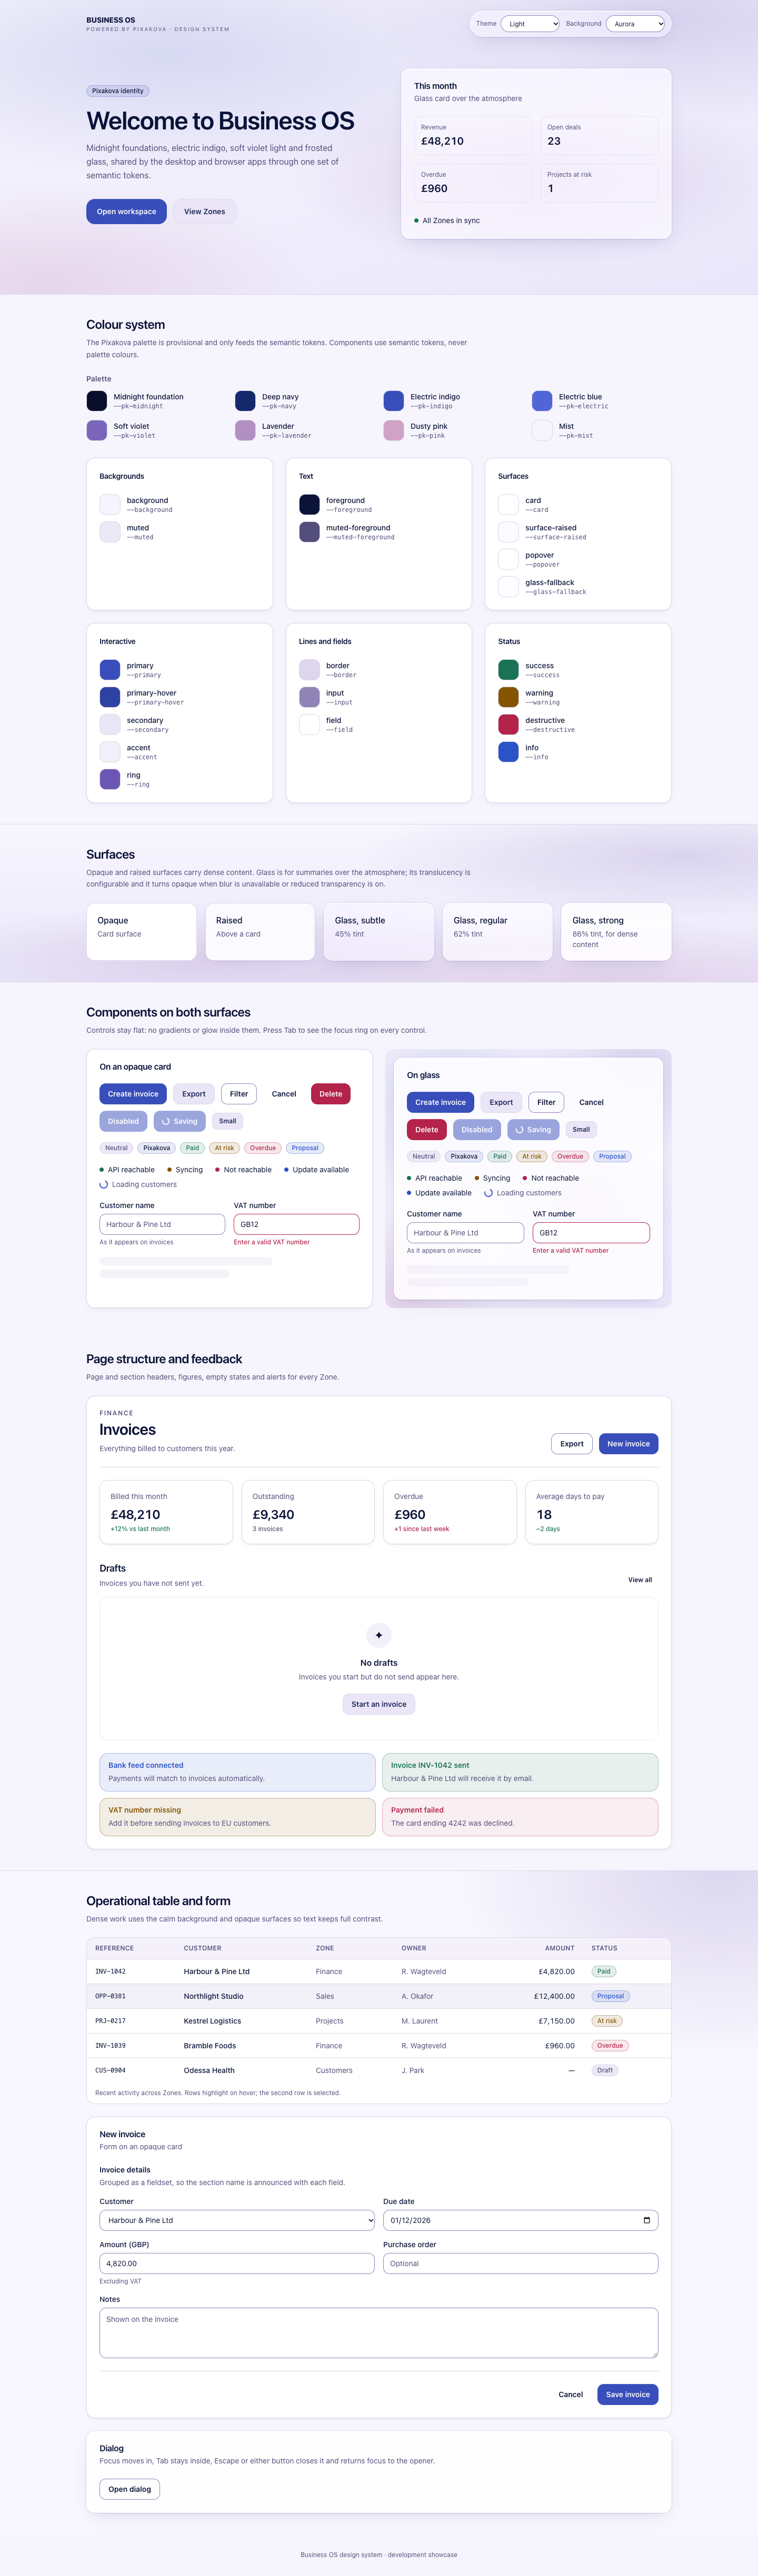 BUSINESS OS
POWERED BY PIXAKOVA · DESIGN SYSTEM
Theme Light Background Aurora
Pixakova identity
Welcome to Business OS
Midnight foundations, electric indigo, soft violet light and frosted
glass, shared by the desktop and browser apps through one set of
semantic tokens.
Open workspace View Zones
This month
Glass card over the atmosphere
Revenue
£48,210
Open deals
23
Overdue
£960
Projects at risk
1
All Zones in sync
Colour system
The Pixakova palette is provisional and only feeds the semantic tokens. Components use semantic tokens, never
palette colours.
Palette
Midnight foundation
--pk-midnight
Deep navy
--pk-navy
Electric indigo
--pk-indigo
Electric blue
--pk-electric
Soft violet
--pk-violet
Lavender
--pk-lavender
Dusty pink
--pk-pink
Mist
--pk-mist
Backgrounds
background
--background
muted
--muted
Text
foreground
--foreground
muted-foreground
--muted-foreground
Surfaces
card
--card
surface-raised
--surface-raised
popover
--popover
glass-fallback
--glass-fallback
Interactive
primary
--primary
primary-hover
--primary-hover
secondary
--secondary
accent
--accent
ring
--ring
Lines and fields
border
--border
input
--input
field
--field
Status
success
--success
warning
--warning
destructive
--destructive
info
--info
Surfaces
Opaque and raised surfaces carry dense content. Glass is for summaries over the atmosphere; its translucency is
configurable and it turns opaque when blur is unavailable or reduced transparency is on.
Opaque
Card surface
Raised
Above a card
Glass, subtle
45% tint
Glass, regular
62% tint
Glass, strong
86% tint, for dense
content
Components on both surfaces
Controls stay flat: no gradients or glow inside them. Press Tab to see the focus ring on every control.
On an opaque card
Create invoice Export Filter Cancel Delete
Disabled Saving Small
Neutral Pixakova Paid At risk Overdue Proposal
API reachable Syncing Not reachable Update available
Loading customers
Customer name VAT number
Harbour & Pine Ltd GB12
As it appears on invoices Enter a valid VAT number
On glass
Create invoice Export Filter Cancel
Delete Disabled Saving Small
Neutral Pixakova Paid At risk Overdue Proposal
API reachable Syncing Not reachable
Update available Loading customers
Customer name VAT number
Harbour & Pine Ltd GB12
As it appears on invoices Enter a valid VAT number
Page structure and feedback
Page and section headers, figures, empty states and alerts for every Zone.
FINANCE
Invoices
Everything billed to customers this year.
Export New invoice
Billed this month
£48,210
+12% vs last month
Outstanding
£9,340
3 invoices
Overdue
£960
+1 since last week
Average days to pay
18
−2 days
Drafts
Invoices you have not sent yet.
View all
No drafts
Invoices you start but do not send appear here.
Start an invoice
Bank feed connected
Payments will match to invoices automatically.
Invoice INV-1042 sent
Harbour & Pine Ltd will receive it by email.
VAT number missing
Add it before sending invoices to EU customers.
Payment failed
The card ending 4242 was declined.
Operational table and form
Dense work uses the calm background and opaque surfaces so text keeps full contrast.
REFERENCE CUSTOMER ZONE OWNER AMOUNT STATUS
INV-1042 Harbour & Pine Ltd Finance R. Wagteveld £4,820.00 Paid
OPP-0381 Northlight Studio Sales A. Okafor £12,400.00 Proposal
PRJ-0217 Kestrel Logistics Projects M. Laurent £7,150.00 At risk
INV-1039 Bramble Foods Finance R. Wagteveld £960.00 Overdue
CUS-0904 Odessa Health Customers J. Park — Draft
Recent activity across Zones. Rows highlight on hover; the second row is selected.
New invoice
Form on an opaque card
Invoice details
Grouped as a fieldset, so the section name is announced with each field.
Customer Due date
Harbour & Pine Ltd 01/12/2026
Amount (GBP) Purchase order
4,820.00 Optional
Excluding VAT
Notes
Shown on the invoice
Cancel Save invoice
Dialog
Focus moves in, Tab stays inside, Escape or either button closes it and returns focus to the opener.
Open dialog
Business OS design system · development showcase